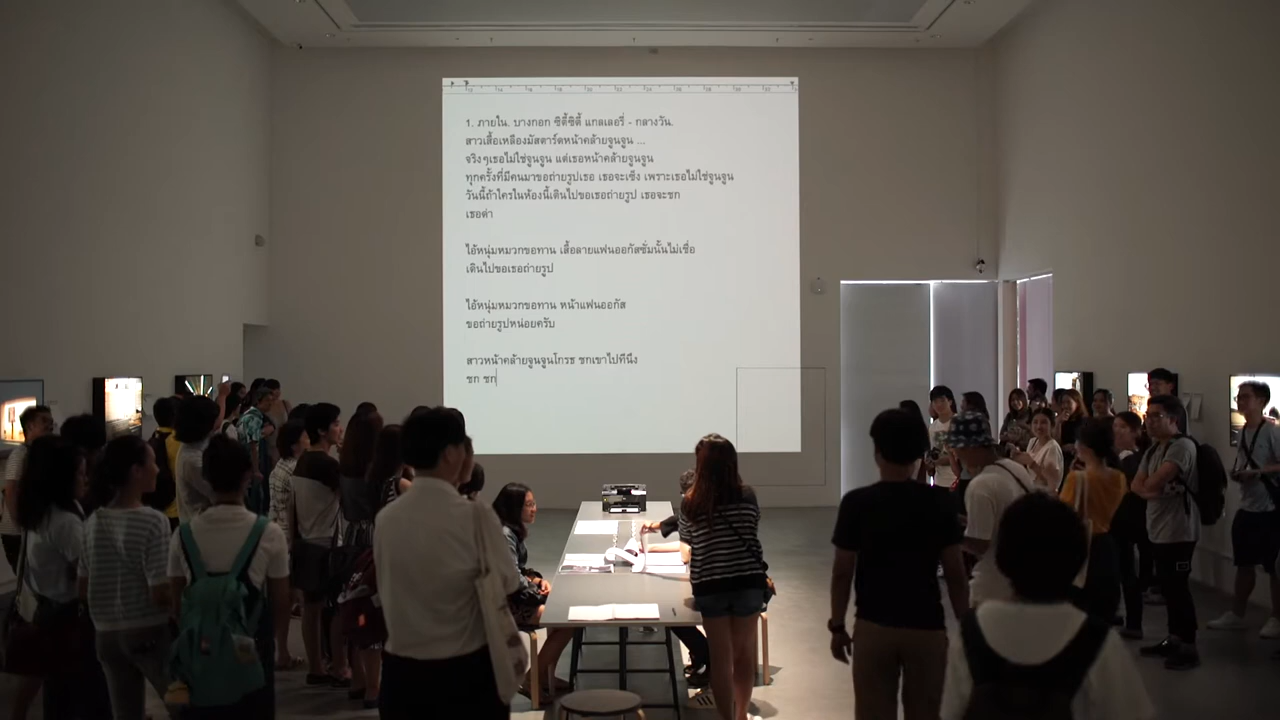 1. ภายใน. บางกอก ซิตี้ซิตี้ แกลเลอรี่ - กลางวัน.
สาวเสื้อเหลืองมัสตาร์ดหน้าคล้ายจูนจูน ...
จริงๆเธอไม่ใช่จูนจูน แต่เธอหน้าคล้ายจูนจูน
ทุกครั้งที่มีคนมาขอถ่ายรูปเธอ เธอจะเซ็ง เพราะเธอไม่ใช่จูนจูน
วันนี้ถ้าใครในห้องนี้เดินไปขอเธอถ่ายรูป เธอจะชก
เธอด่า
ไอ้หนุ่มหมวกขอทาน เสื้อลายแฟนออกัสซั่มนั้นไม่เชื่อ
เดินไปขอเธอถ่ายรูป
ไอ้หนุ่มหมวกขอทาน หน้าแฟนออกัส
ขอถ่ายรูปหน่อยครับ
สาวหน้าคล้ายจูนจูนโกรธ ชกเขาไปทีนึง
ชก ชก